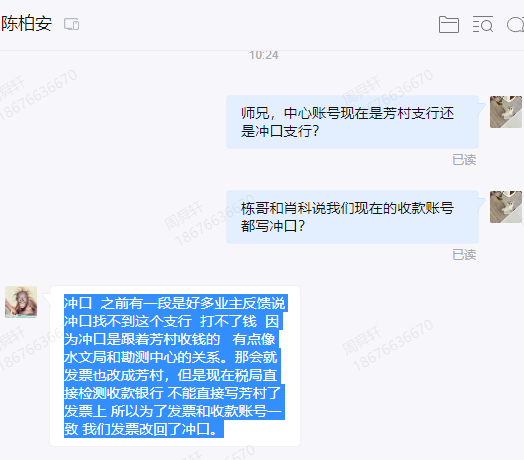 陈柏安
10:24
师兄，中心账号现在是芳村支行还
是冲口支行？
已读
栋哥和肖科说我们现在的收款账号
都写冲口？
已读
冲口  之前有一段是好多业主反馈说
冲口找不到这个支行  打不了钱  因
为冲口是跟着芳村收钱的   有点像
水文局和勘测中心的关系。那会就
发票也改成芳村，但是现在税局直
接检测收款银行 不能直接写芳村了
发票上 所以为了发票和收款账号一
致 我们发票改回了冲口。
18676636670